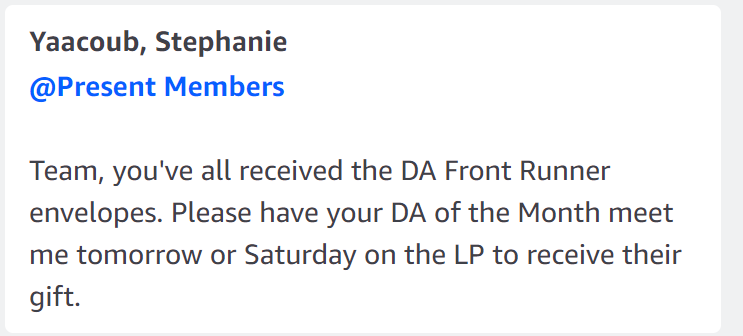 Yaacoub, Stephanie
@Present Members
Team, you've all received the DA Front Runner
envelopes. Please have your DA of the Month meet
me tomorrow or Saturday on the LP to receive their
gift.